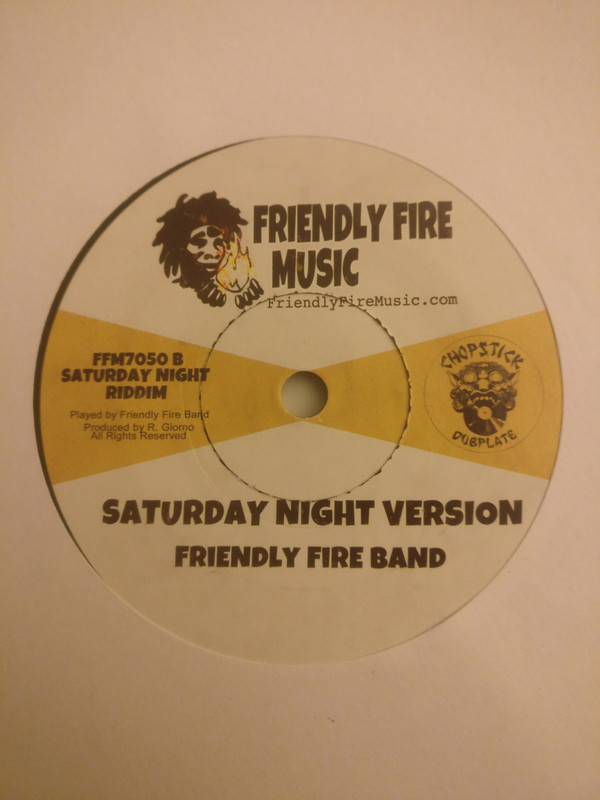 FRIENDLY FIRE
MUSIC
FriendlyFireMusic.com
FFM7050 B
SATURDAY NIGHT
RIDDIM
Played by Friendly Fire Band
Produced by R. Giorno
All Rights Reserved
CHOPSTICK
DUBPLATE
SATURDAY NIGHT VERSION
FRIENDLY FIRE BAND